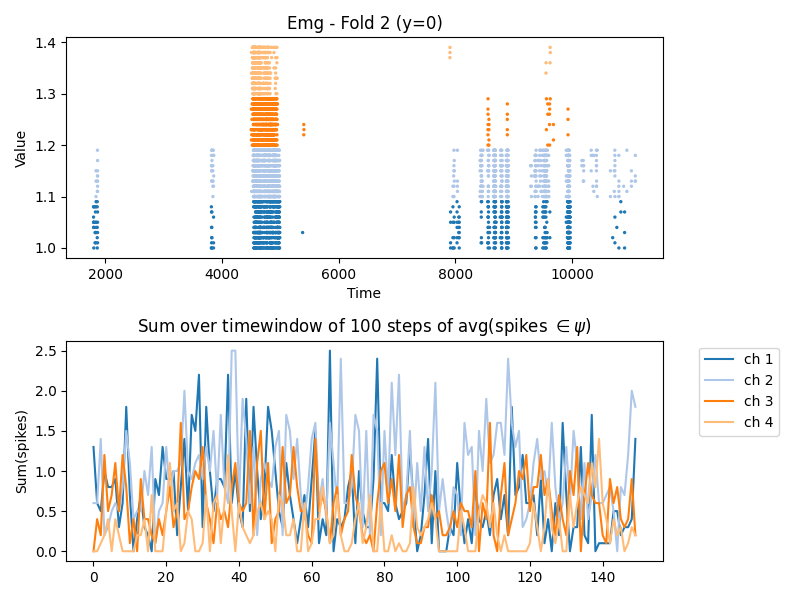 Emg - Fold 2 (y=0)
1.4
1.3
1.2
1.1
1.0
Value
2000 4000 6000 8000 10000
Time
Sum over timewindow of 100 steps of avg(spikes ∈ ψ)
2.5
2.0
1.5
1.0
0.5
0.0
Sum(spikes)
0 20 40 60 80 100 120 140
ch 1
ch 2
ch 3
ch 4